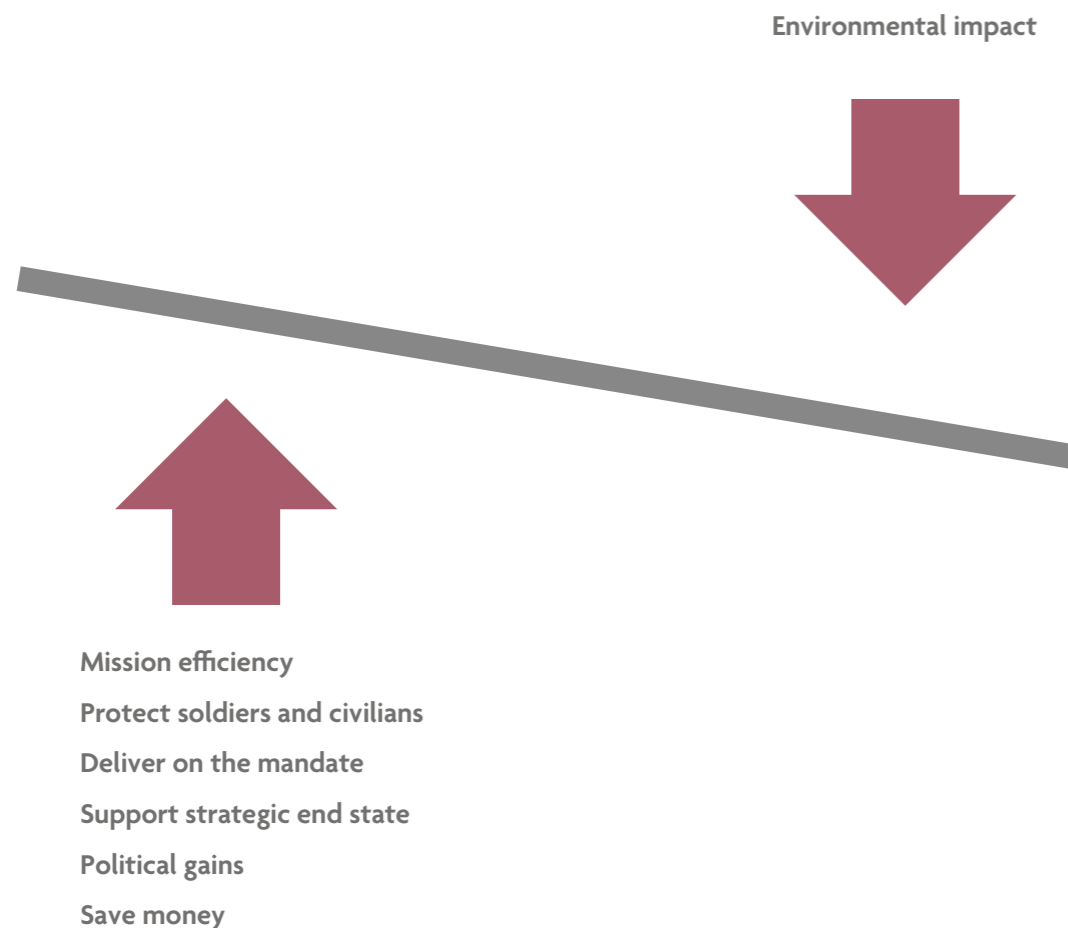 Environmental impact
Mission efficiency
Protect soldiers and civilians
Deliver on the mandate
Support strategic end state
Political gains
Save money